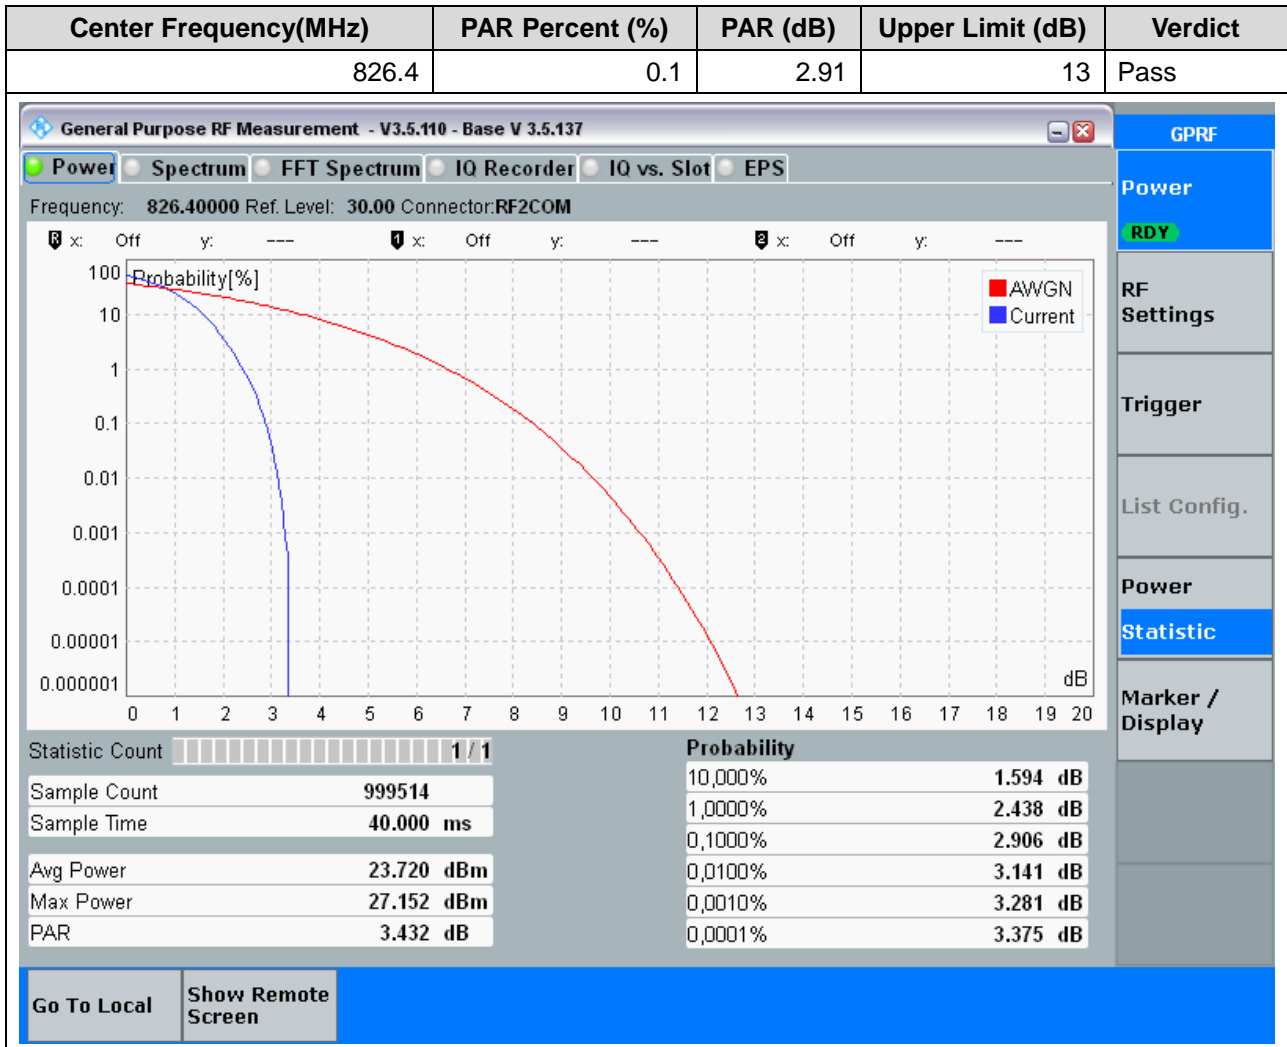 Center Frequency(MHz) PAR Percent (%) PAR (dB) Upper Limit (dB) Verdict
826.4 0.1 2.91 13 Pass
General Purpose RF Measurement - V3.5.110 - Base V 3.5.137
GPRF
Power Spectrum FFT Spectrum IQ Recorder IQ vs. Slot EPS
Frequency: 826.40000 Ref. Level: 30.00 Connector:RF2COM
R x: Off y: --- 1 x: Off y: --- 2 x: Off y: ---
Probability[%]
AWGN
Current
100
10
1
0.1
0.01
0.001
0.0001
0.00001
0.000001
dB
0 1 2 3 4 5 6 7 8 9 10 11 12 13 14 15 16 17 18 19 20
Statistic Count 1 / 1
Sample Count 999514
Sample Time 40.000 ms
Avg Power 23.720 dBm
Max Power 27.152 dBm
PAR 3.432 dB
Probability
10,000% 1.594 dB
1,0000% 2.438 dB
0,1000% 2.906 dB
0,0100% 3.141 dB
0,0010% 3.281 dB
0,0001% 3.375 dB
Power
RDY
RF
Settings
Trigger
List Config.
Power
Statistic
Marker /
Display
Go To Local
Show Remote
Screen